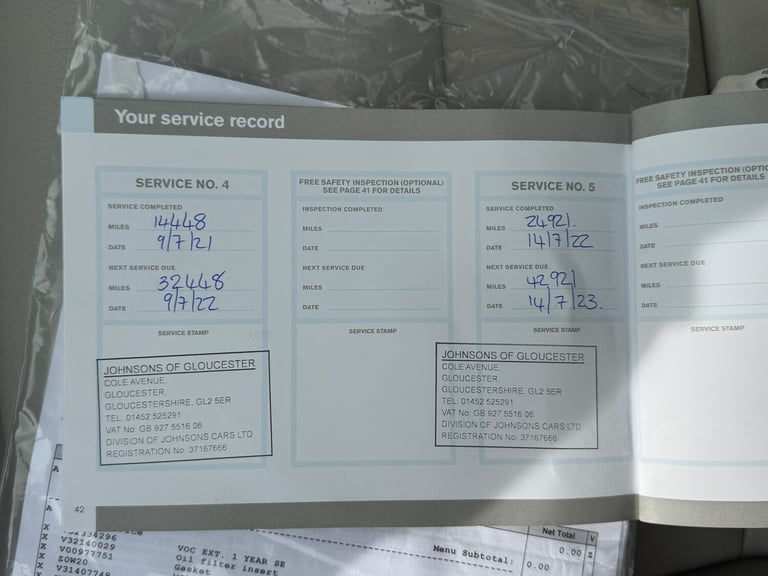 Your service record
SERVICE NO. 4
SERVICE COMPLETED
MILES 14448
DATE 9/7/21
NEXT SERVICE DUE
MILES 32448
DATE 9/7/22
SERVICE STAMP
JOHNSONS OF GLOUCESTER
COLE AVENUE,
GLOUCESTER,
GLOUCESTERSHIRE, GL2 5ER
TEL: 01452 525291
VAT No: GB 927 5516 06
DIVISION OF JOHNSONS CARS LTD
REGISTRATION No: 37167666
FREE SAFETY INSPECTION (OPTIONAL)
SEE PAGE 41 FOR DETAILS
INSPECTION COMPLETED
MILES
DATE
NEXT SERVICE DUE
MILES
DATE
SERVICE STAMP
SERVICE NO. 5
SERVICE COMPLETED
MILES 24921.
DATE 14/7/22
NEXT SERVICE DUE
MILES 42921
DATE 14/7/23.
SERVICE STAMP
JOHNSONS OF GLOUCESTER
COLE AVENUE,
GLOUCESTER,
GLOUCESTERSHIRE, GL2 5ER
TEL: 01452 525291
VAT No: GB 927 5516 06
DIVISION OF JOHNSONS CARS LTD
REGISTRATION No: 37167666
FREE SAFETY INSPECTION
SEE PAGE 41 FOR DETAILS
INSPECTION COMPLETED
MILES
DATE
NEXT SERVICE DUE
MILES
DATE
SERVICE STAMP
42
A
A
X
X V32140029
X V00977751 VOC EXT. 1 YEAR SE
X ZOW20 Oil filter insert
X Gasket
Net Total V
Menu Subtotal: 0.00
0.00